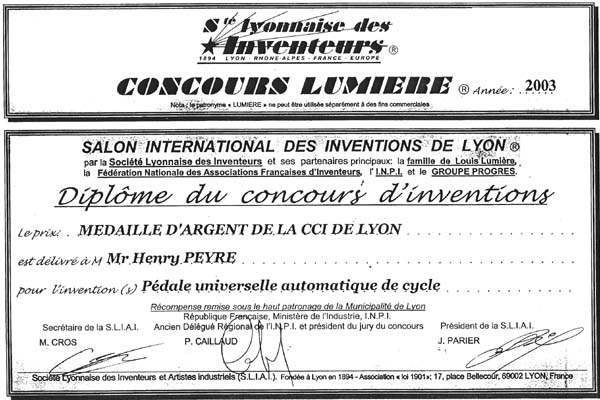 Sté Lyonnaise des
Inventeurs ®
1894 LYON - RHONE-ALPES - FRANCE - EUROPE
CONCOURS LUMIERE ® Année : ...... 2003
Nota : le patronyme « LUMIERE » ne peut être utilisé séparément à des fins commerciales
SALON INTERNATIONAL DES INVENTIONS DE LYON ®
par la Société Lyonnaise des Inventeurs et ses partenaires principaux: la famille de Louis Lumière,
la Fédération Nationale des Associations Françaises d'Inventeurs, l'I.N.P.I. et le GROUPE PROGRES.
Diplôme du concours d'inventions
Le prix: . MEDAILLE D'ARGENT DE LA CCI DE LYON
est délivré à M Mr Henry PEYRE
pour l'invention (s) Pédale universelle automatique de cycle
Récompense remise sous le haut patronage de la Municipalité de Lyon
République Française, Ministère de l'Industrie, I.N.P.I.
Secrétaire de la S.L.I.A.I. Ancien Délégué Régional de l'I.N.P.I. et président du jury du concours Président de la S.L.I.A.I.
M. CROS P. CAILLAUD J. PARIER
Société Lyonnaise des Inventeurs et Artistes industriels (S.L.I.A.I.). Fondée à Lyon en 1894 - Association « loi 1901»; 17, place Bellecour, 69002 LYON, France